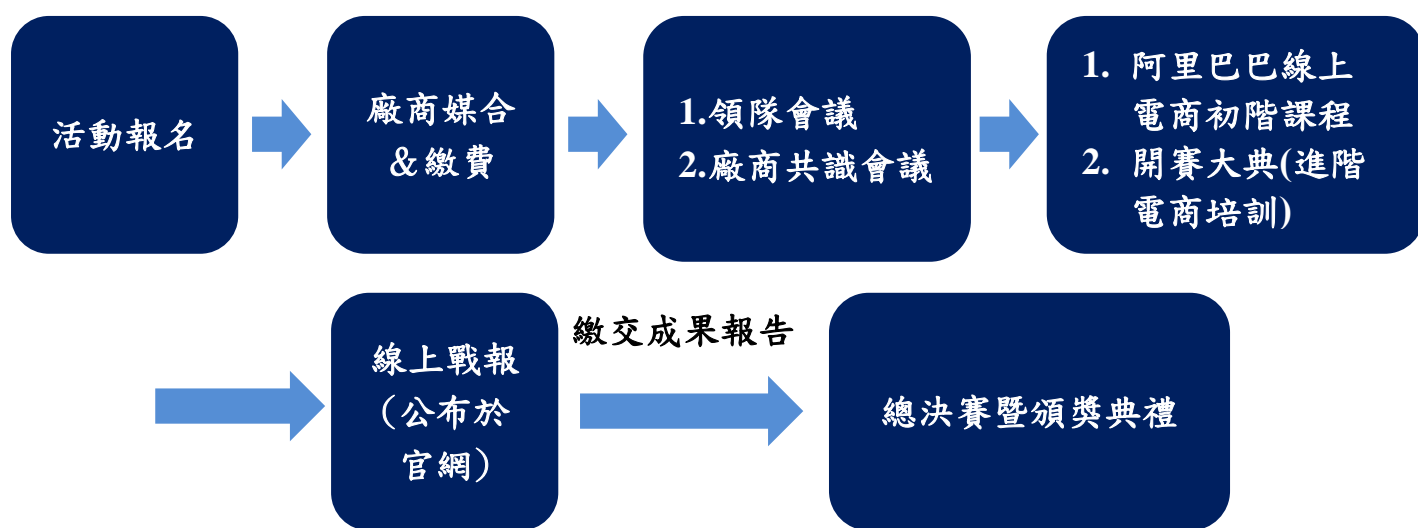 活動報名
廠商媒合
&繳費
1.領隊會議
2.廠商共識會議
1. 阿里巴巴線上
電商初階課程
2. 開賽大典(進階
電商培訓)
線上戰報
（公布於
官網）
繳交成果報告
總決賽暨頒獎典禮